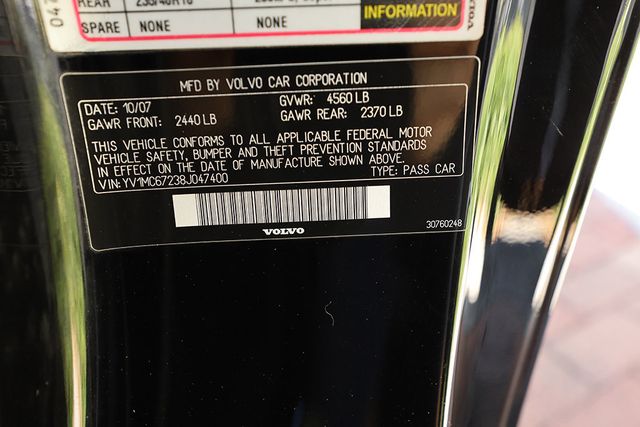 REAR
SPARE NONE NONE
INFORMATION
VOLVO
047
MFD BY VOLVO CAR CORPORATION
DATE: 10/07 GVWR: 4560 LB
GAWR FRONT: 2440 LB GAWR REAR: 2370 LB
THIS VEHICLE CONFORMS TO ALL APPLICABLE FEDERAL MOTOR
VEHICLE SAFETY, BUMPER AND THEFT PREVENTION STANDARDS
IN EFFECT ON THE DATE OF MANUFACTURE SHOWN ABOVE.
VIN: YV1MC67238J047400 TYPE: PASS CAR
VOLVO
30760248